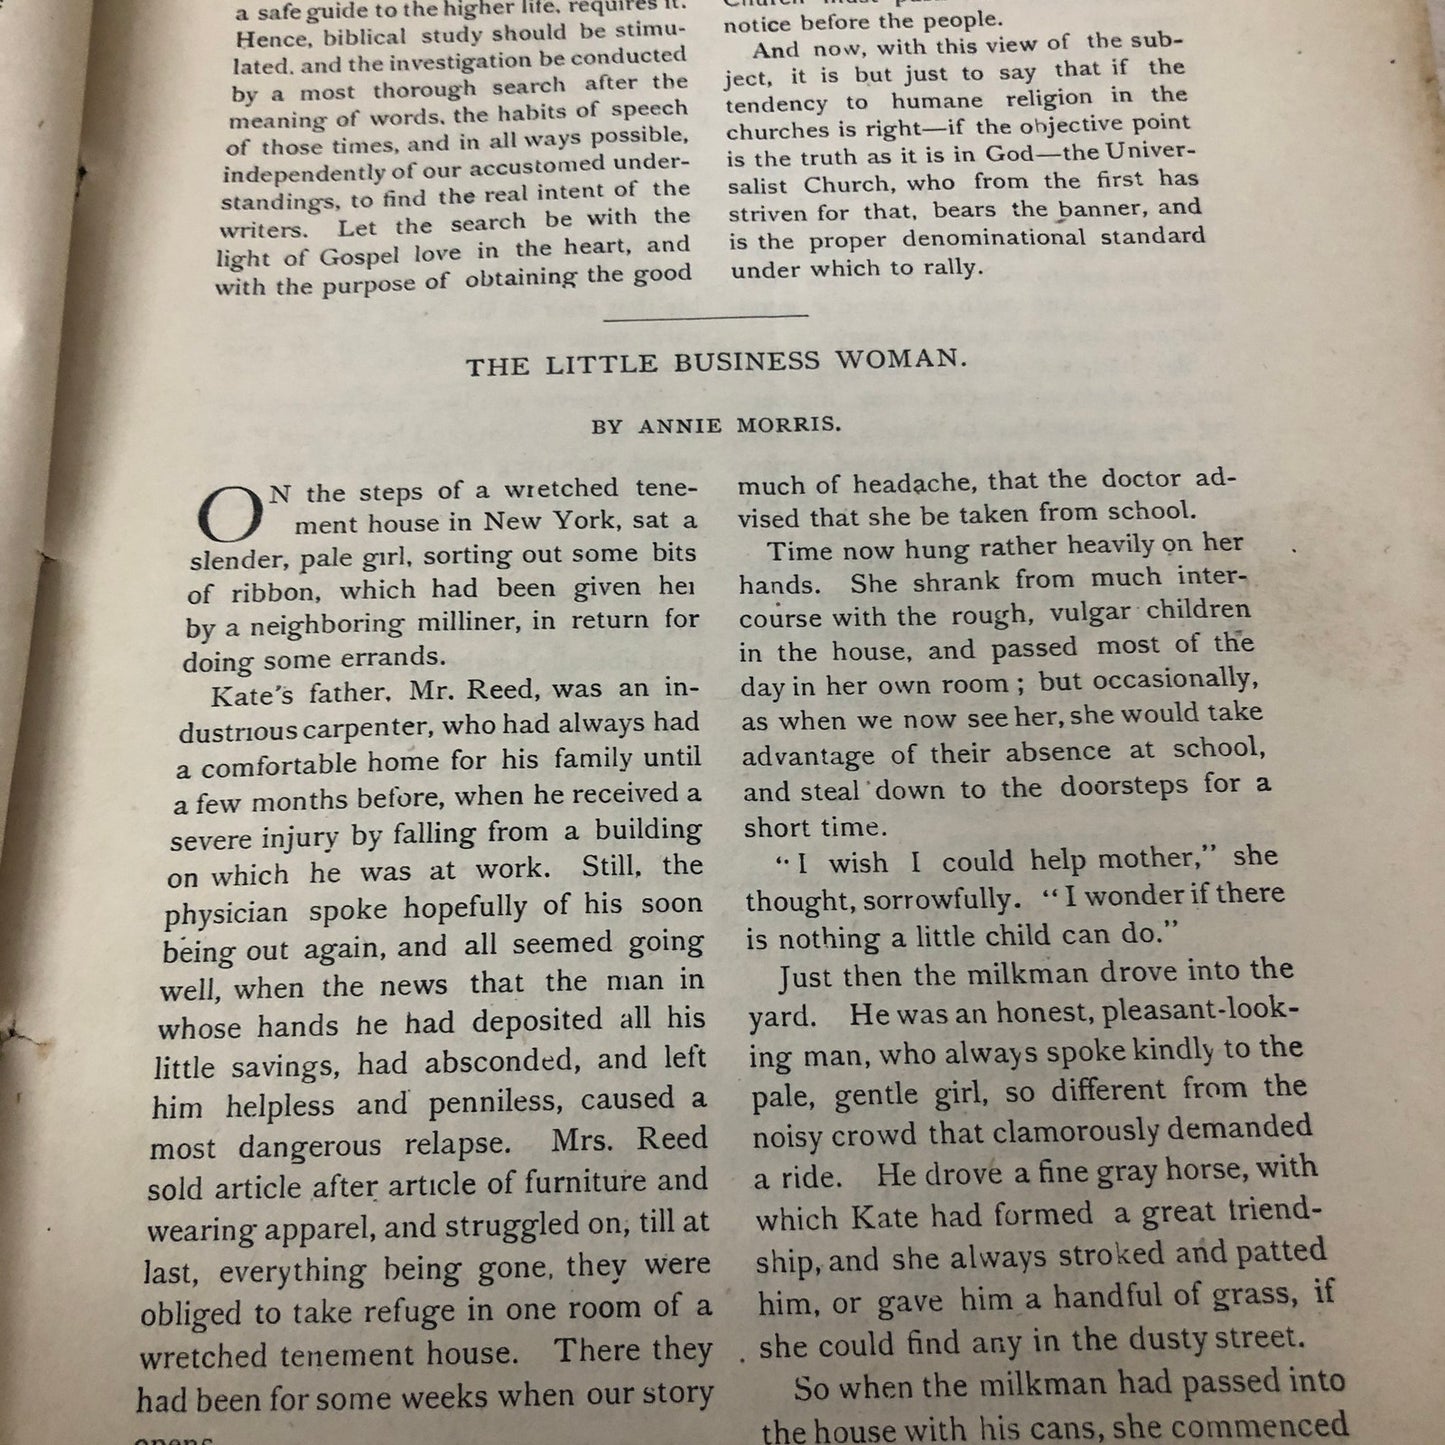 a safe guide to the higher life, requires it.
Hence, biblical study should be stimu-
lated, and the investigation be conducted
by a most thorough search after the
meaning of words, the habits of speech
of those times, and in all ways possible,
independently of our accustomed under-
standings, to find the real intent of the
writers. Let the search be with the
light of Gospel love in the heart, and
with the purpose of obtaining the good
Church must
notice before the people.
And now, with this view of the sub-
ject, it is but just to say that if the
tendency to humane religion in the
churches is right—if the objective point
is the truth as it is in God—the Univer-
salist Church, who from the first has
striven for that, bears the banner, and
is the proper denominational standard
under which to rally.
THE LITTLE BUSINESS WOMAN.
BY ANNIE MORRIS.
ON the steps of a wretched tene-
ment house in New York, sat a
slender, pale girl, sorting out some bits
of ribbon, which had been given her
by a neighboring milliner, in return for
doing some errands.
Kate's father, Mr. Reed, was an in-
dustrious carpenter, who had always had
a comfortable home for his family until
a few months before, when he received a
severe injury by falling from a building
on which he was at work. Still, the
physician spoke hopefully of his soon
being out again, and all seemed going
well, when the news that the man in
whose hands he had deposited all his
little savings, had absconded, and left
him helpless and penniless, caused a
most dangerous relapse. Mrs. Reed
sold article after article of furniture and
wearing apparel, and struggled on, till at
last, everything being gone, they were
obliged to take refuge in one room of a
wretched tenement house. There they
had been for some weeks when our story
opens.
much of headache, that the doctor ad-
vised that she be taken from school.
Time now hung rather heavily on her
hands. She shrank from much inter-
course with the rough, vulgar children
in the house, and passed most of the
day in her own room; but occasionally,
as when we now see her, she would take
advantage of their absence at school,
and steal down to the doorsteps for a
short time.
"I wish I could help mother," she
thought, sorrowfully. "I wonder if there
is nothing a little child can do."
Just then the milkman drove into the
yard. He was an honest, pleasant-look-
ing man, who always spoke kindly to the
pale, gentle girl, so different from the
noisy crowd that clamorously demanded
a ride. He drove a fine gray horse, with
which Kate had formed a great friend-
ship, and she always stroked and patted
him, or gave him a handful of grass, if
she could find any in the dusty street.
So when the milkman had passed into
the house with his cans, she commenced